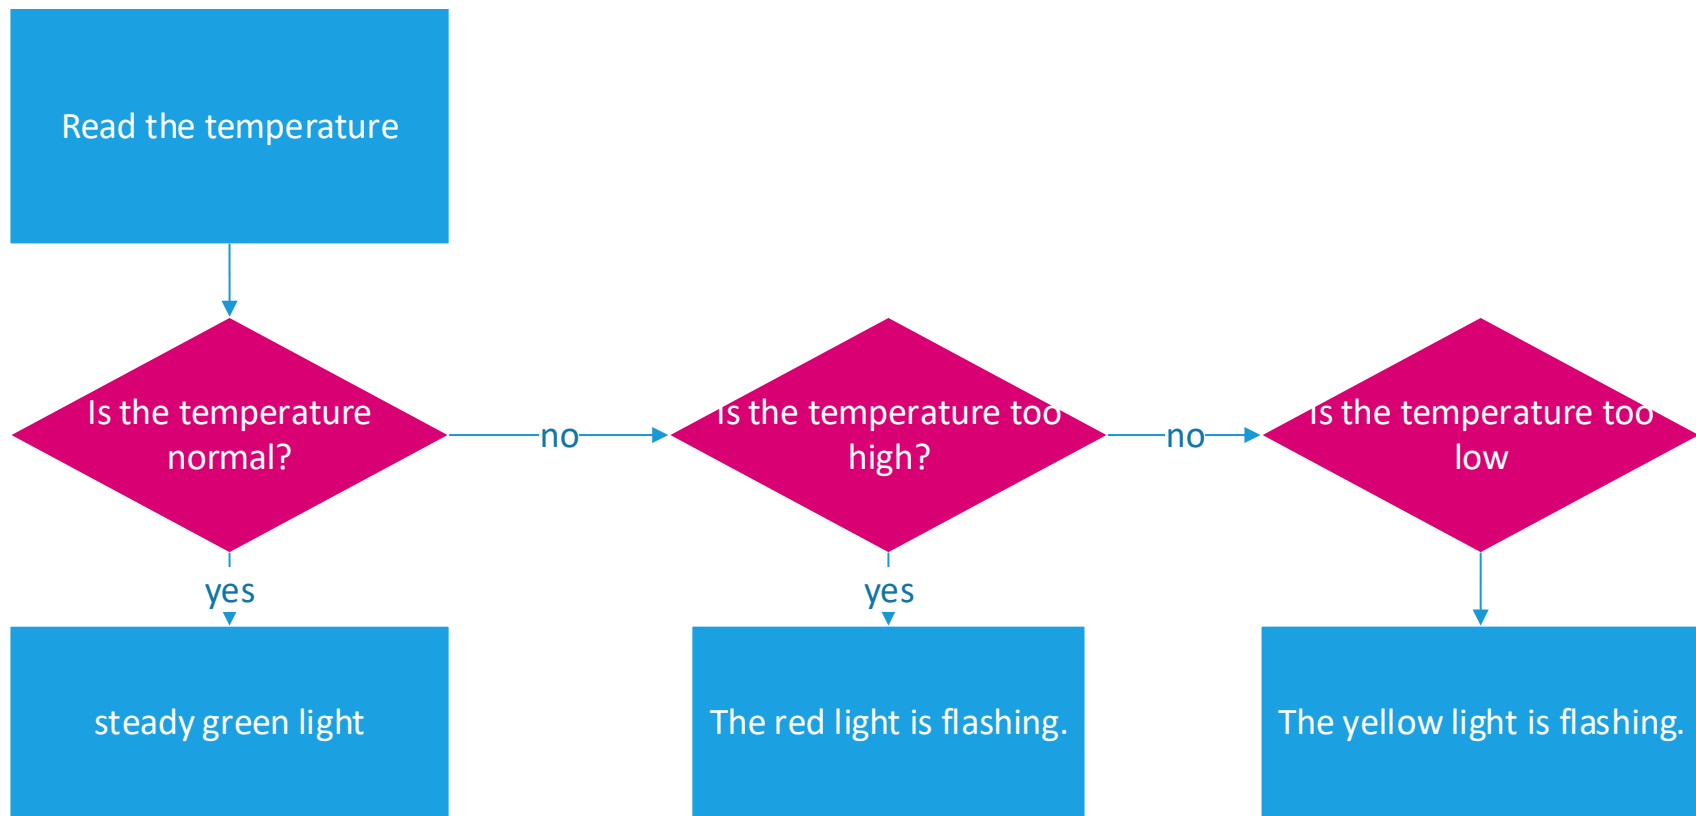 Read the temperature
Is the temperature
normal?
no
Is the temperature too
high?
no
Is the temperature too
low
yes
yes
steady green light
The red light is flashing.
The yellow light is flashing.